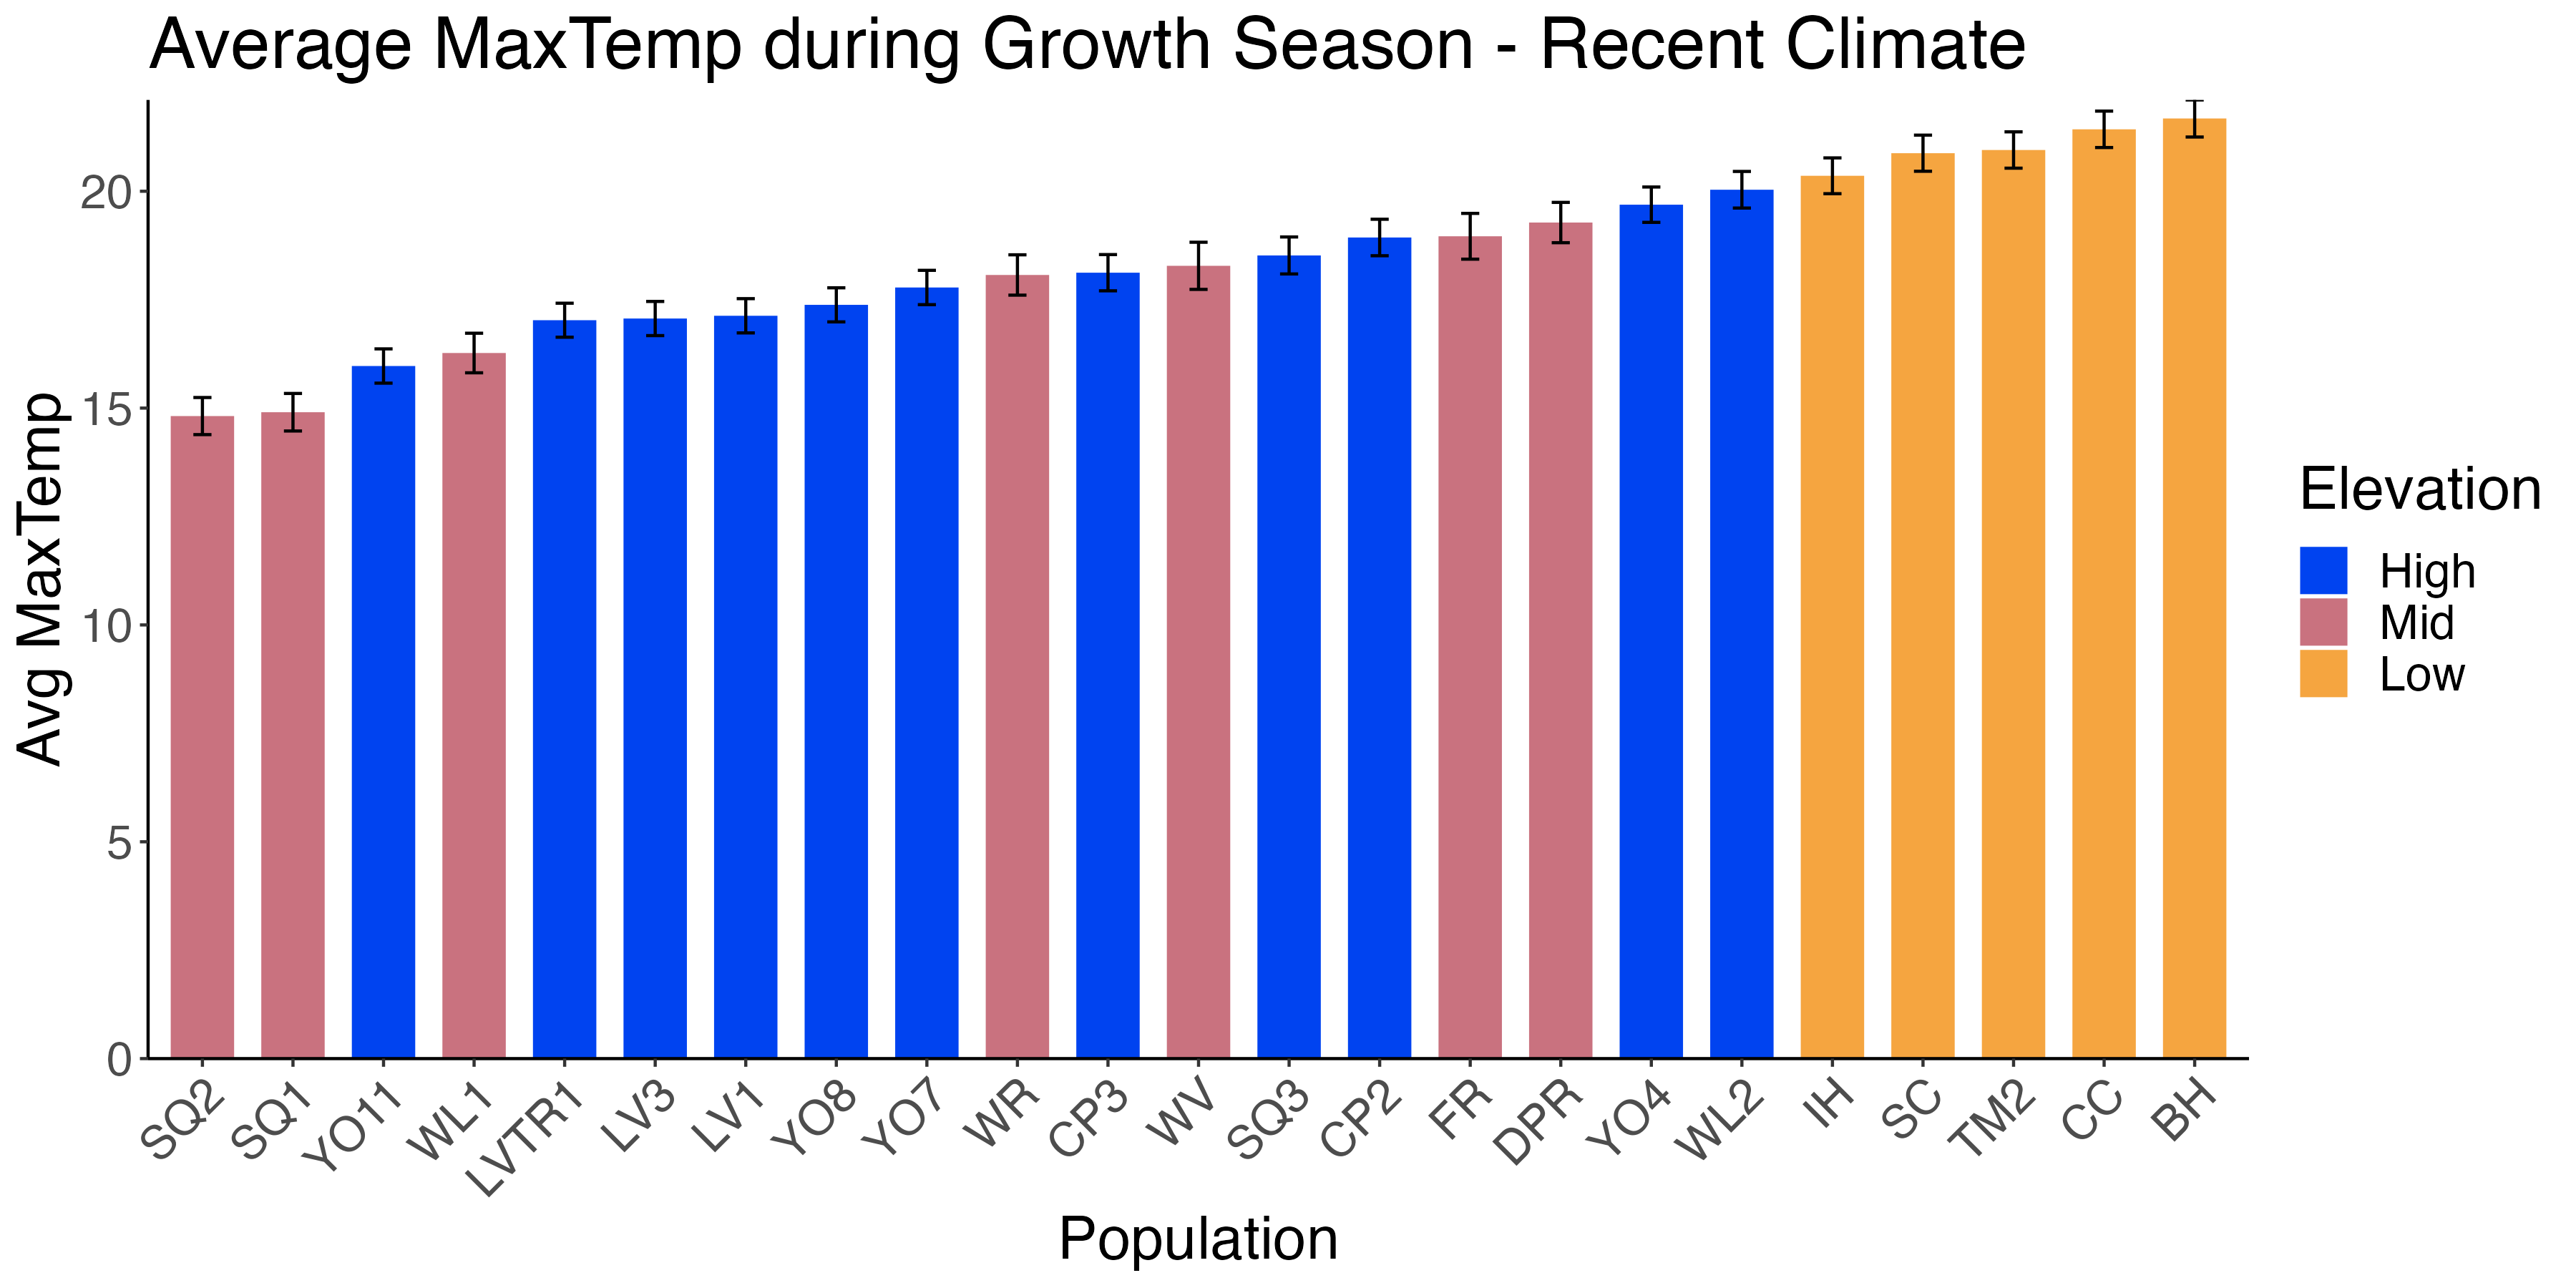 Average MaxTemp during Growth Season - Recent Climate
Avg MaxTemp
20
15
10
5
0
SQ2
SQ1
YO11
WL1
LVTR1
LV3
LV1
YO8
YO7
WR
CP3
WV
SQ3
CP2
FR
DPR
YO4
WL2
IH
SC
TM2
CC
BH
Population
Elevation
High
Mid
Low